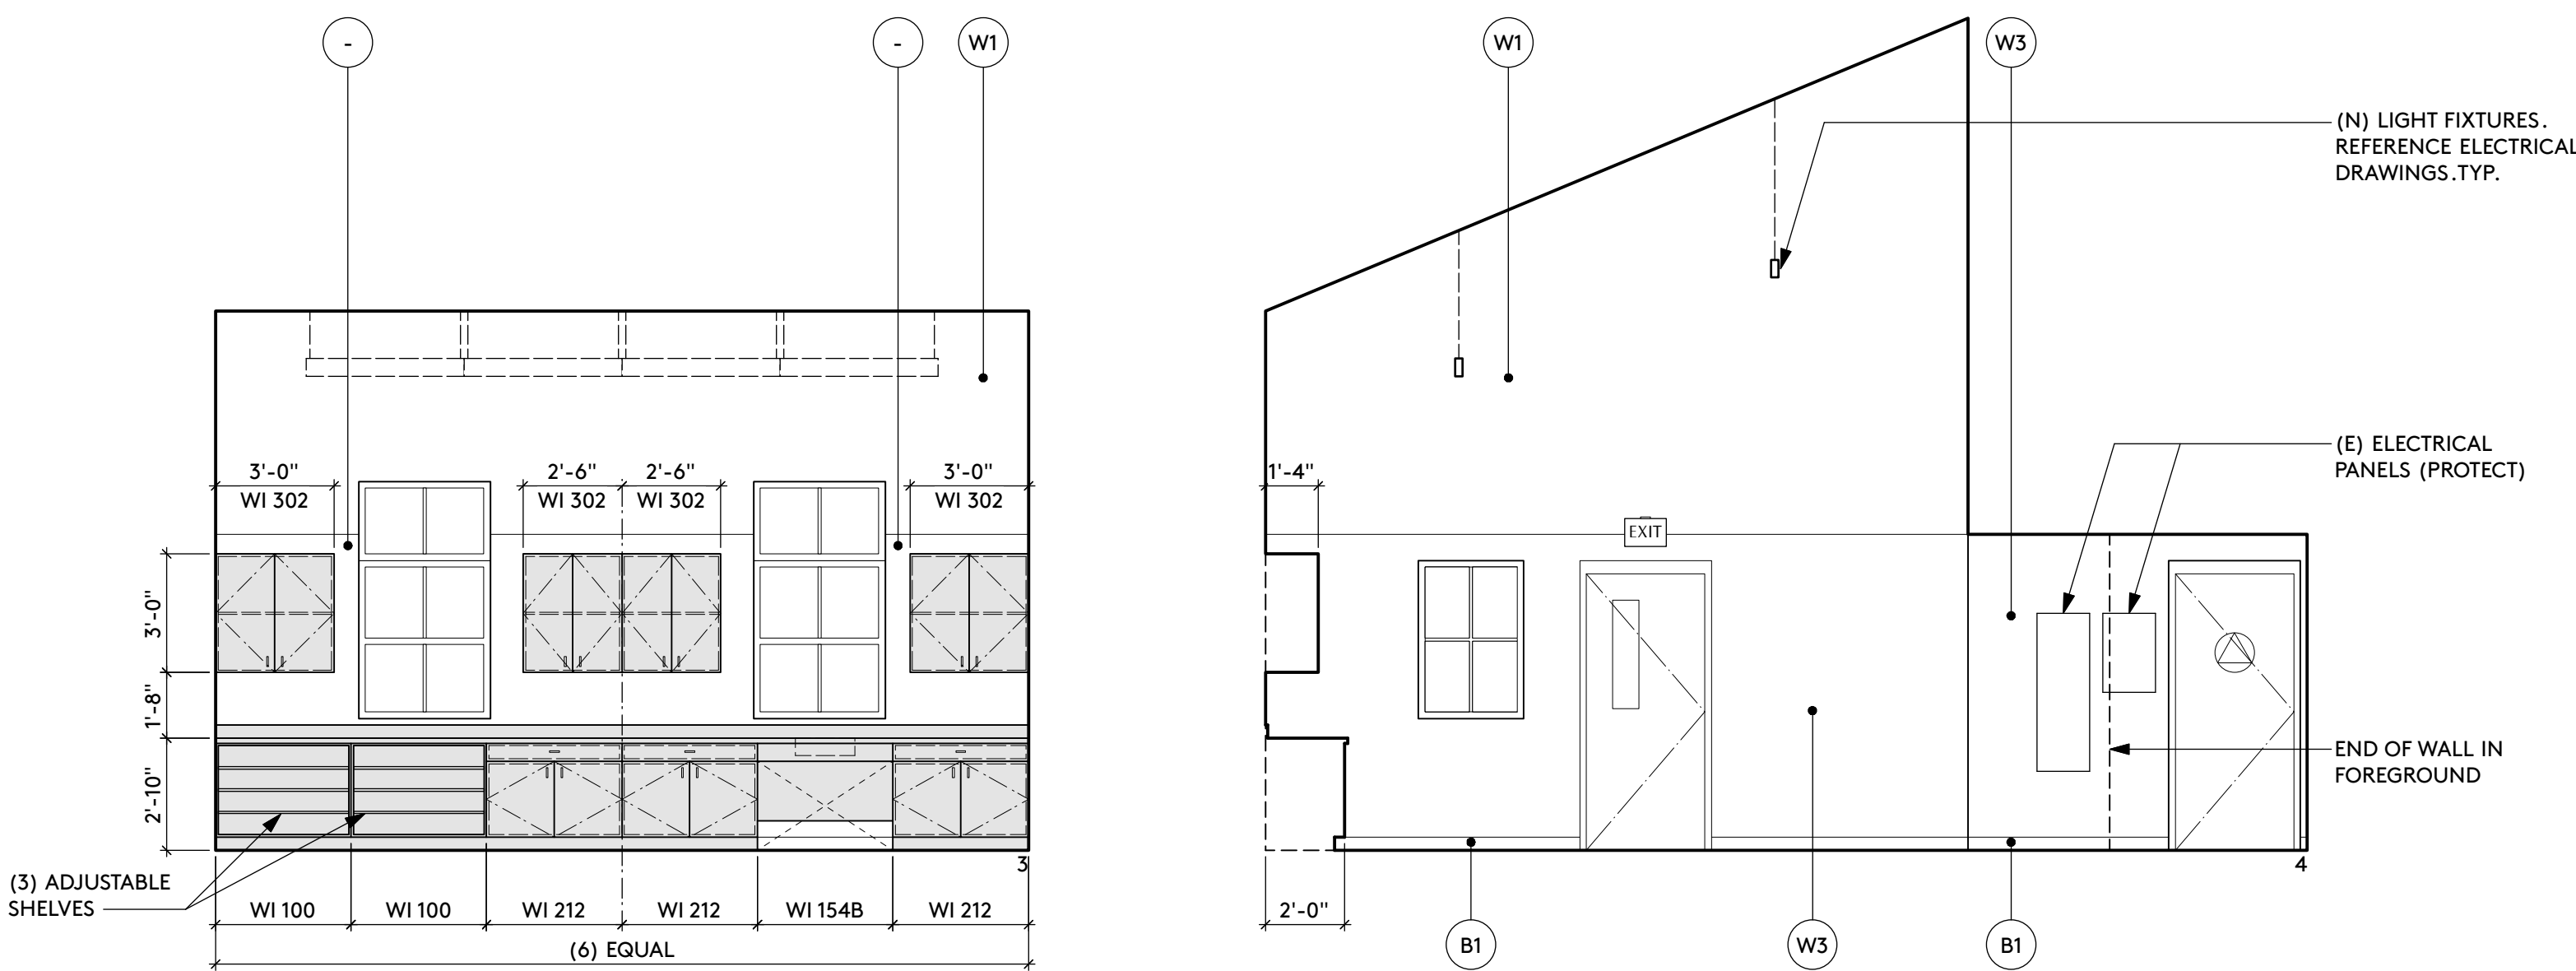 -
-
W1
W1
W3
(N) LIGHT FIXTURES.
REFERENCE ELECTRICAL
DRAWINGS.TYP.
3'-0"
WI 302
2'-6"
WI 302
2'-6"
WI 302
3'-0"
WI 302
1'-4"
(E) ELECTRICAL
PANELS (PROTECT)
EXIT
3'-0"
1'-8"
2'-10"
END OF WALL IN
FOREGROUND
3
4
(3) ADJUSTABLE
SHELVES
WI 100
WI 100
WI 212
WI 212
WI 154B
WI 212
(6) EQUAL
2'-0"
B1
W3
B1